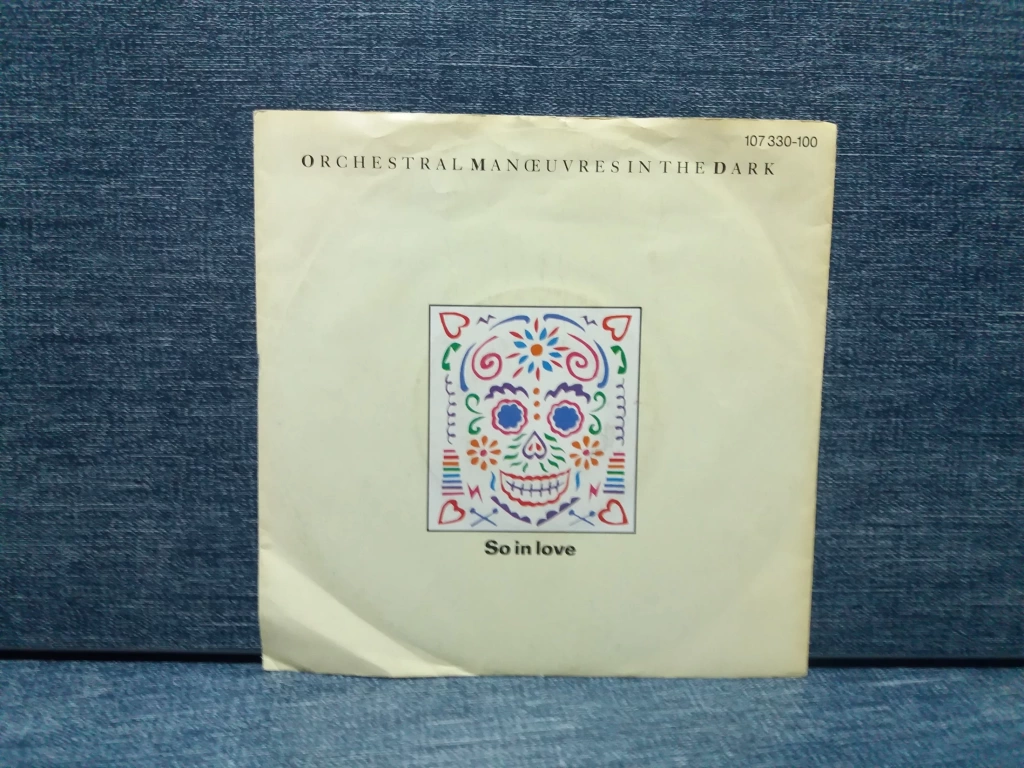 107 330-100
ORCHESTRAL MANŒUVRES IN THE DARK
So in love